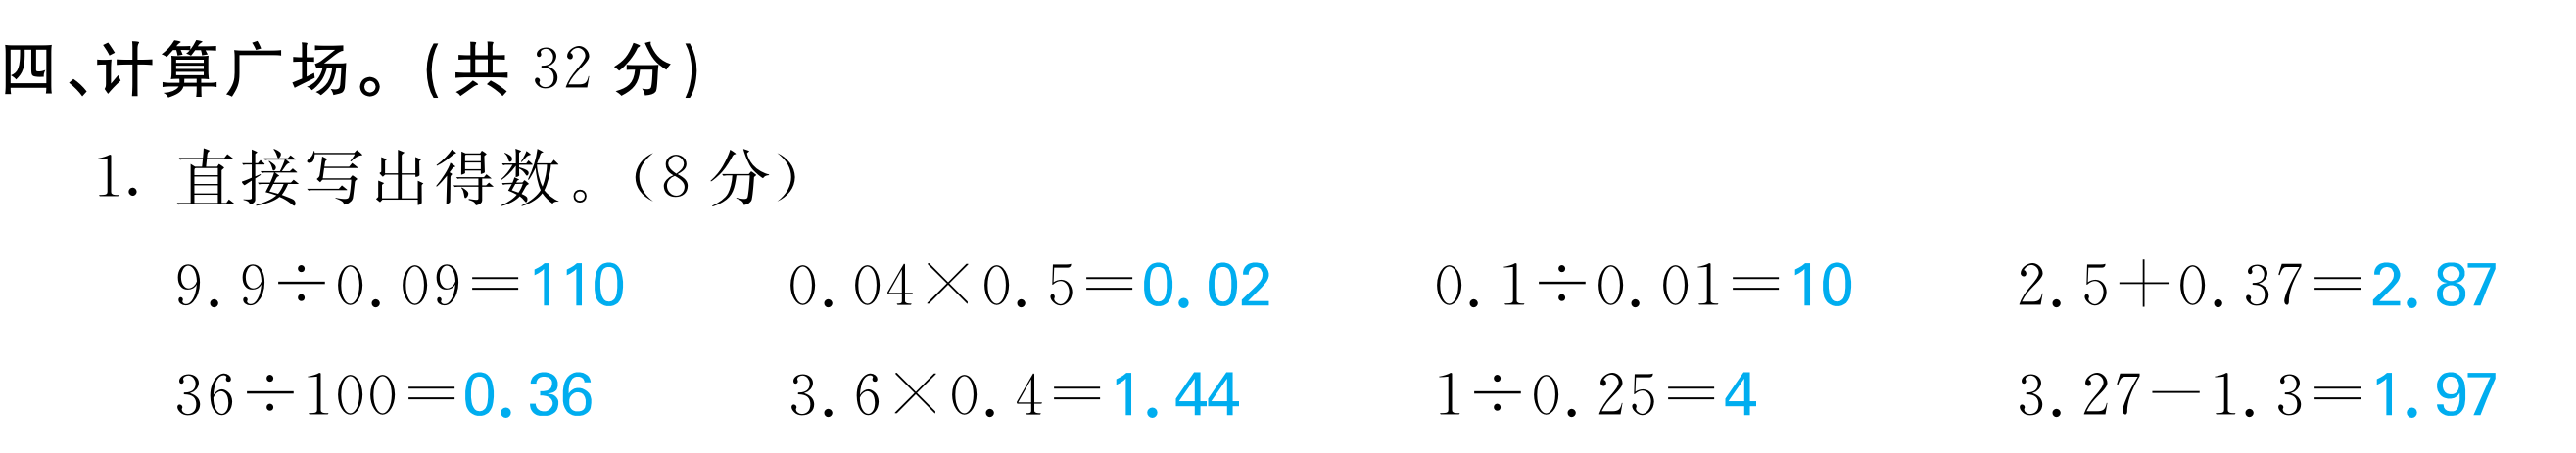 四、计算广场。(共 32 分)
1. 直接写出得数。(8 分)
9.9÷0.09=110 0.04×0.5=0.02 0.1÷0.01=10 2.5+0.37=2.87
36÷100=0.36 3.6×0.4=1.44 1÷0.25=4 3.27-1.3=1.97